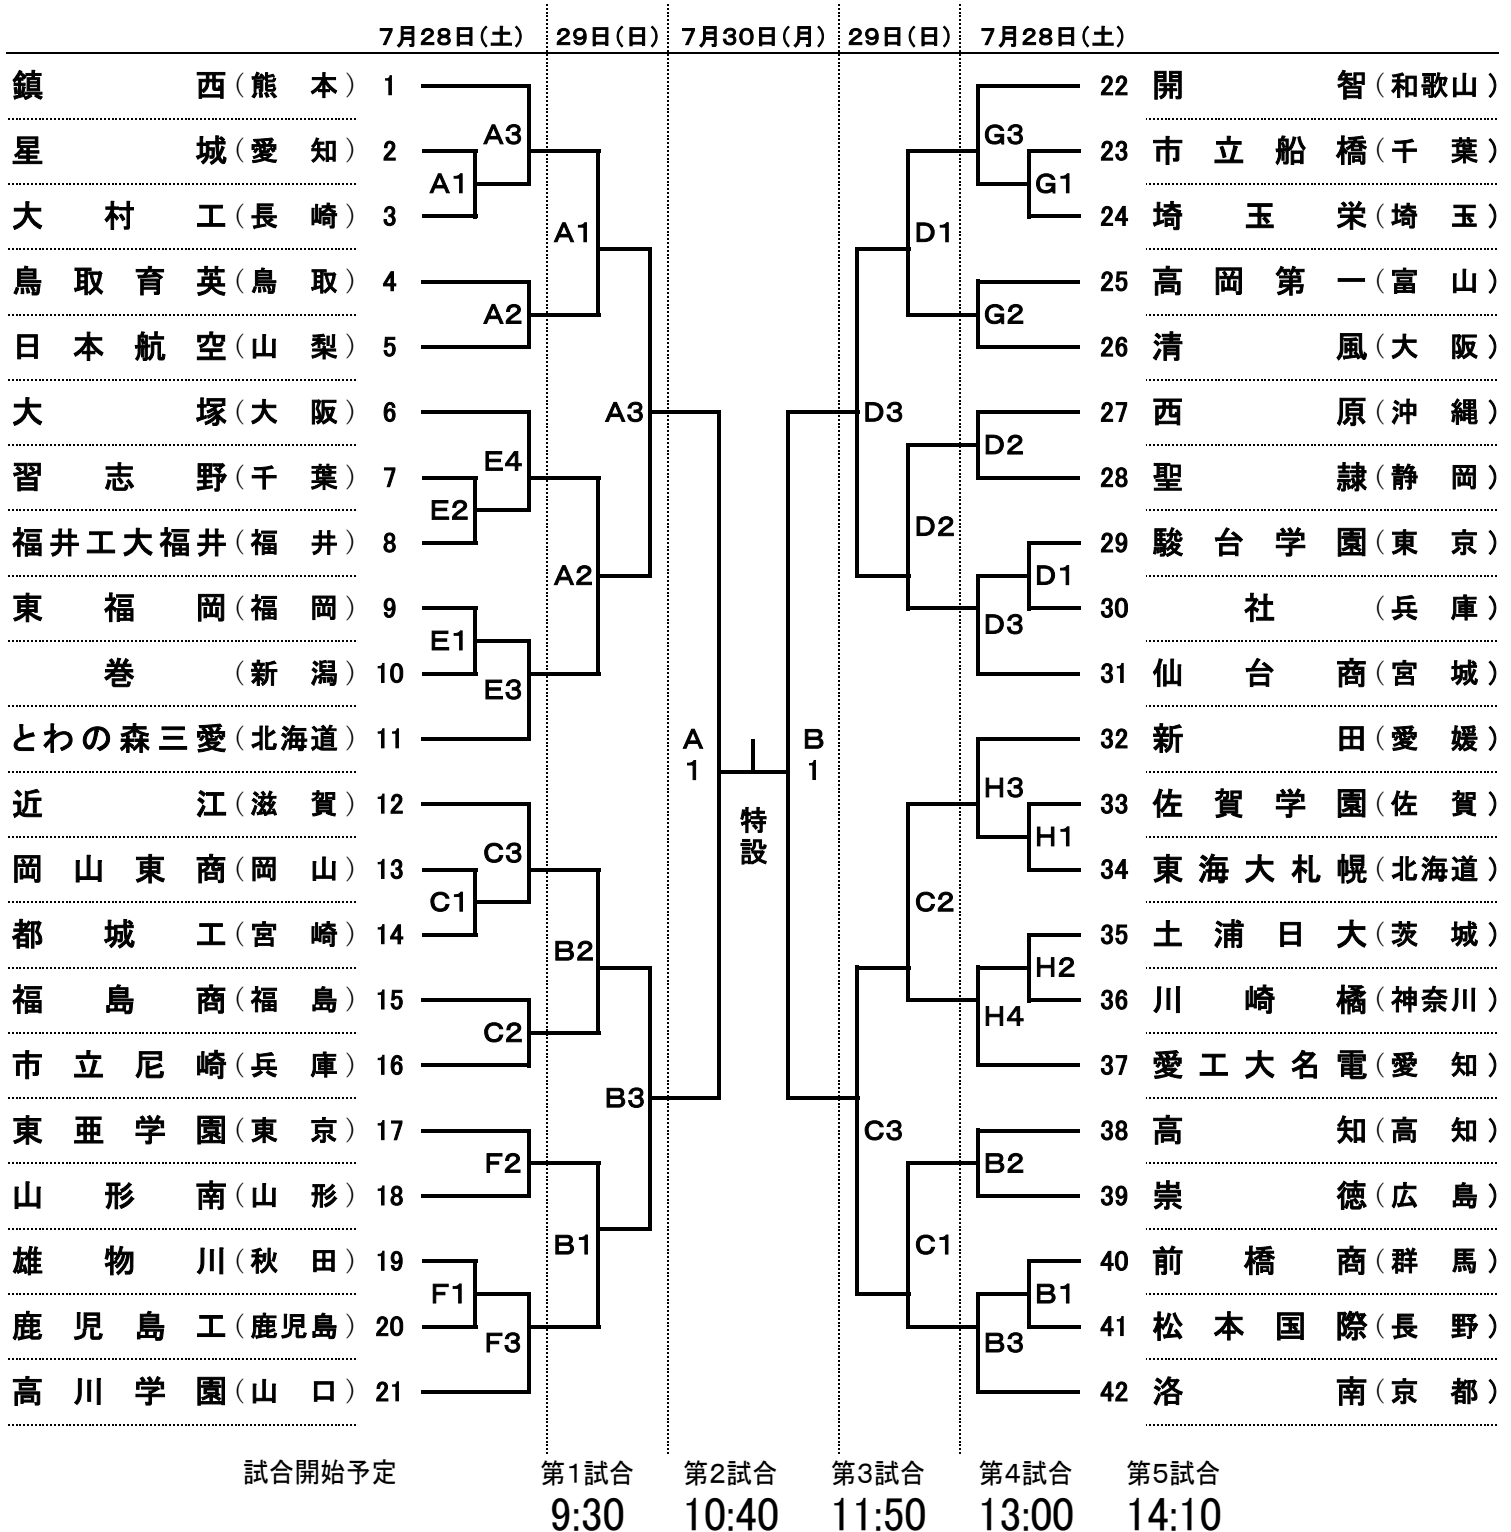 7月28日(土) 29日(日) 7月30日(月) 29日(日) 7月28日(土)
鎮西(熊本) 1
星城(愛知) 2
大村工(長崎) 3
鳥取育英(鳥取) 4
日本航空(山梨) 5
大塚(大阪) 6
習志野(千葉) 7
福井工大福井(福井) 8
東福岡(福岡) 9
巻(新潟) 10
とわの森三愛(北海道) 11
近江(滋賀) 12
岡山東商(岡山) 13
都城工(宮崎) 14
福島商(福島) 15
市立尼崎(兵庫) 16
東亜学園(東京) 17
山形南(山形) 18
雄物川(秋田) 19
鹿児島工(鹿児島) 20
高川学園(山口) 21
A3
A1
A2
E4
E2
E1
E3
C3
C1
C2
F2
F1
F3
A1
A2
B2
B1
A3
B3
A
1
特
設
B
1
D3
C3
D1
D2
C2
C1
G3
G1
G2
D2
D1
D3
H3
H1
H2
H4
B2
B1
B3
22 開智(和歌山)
23 市立船橋(千葉)
24 埼玉栄(埼玉)
25 高岡第一(富山)
26 清風(大阪)
27 西原(沖縄)
28 聖隷(静岡)
29 駿台学園(東京)
30 社(兵庫)
31 仙台商(宮城)
32 新田(愛媛)
33 佐賀学園(佐賀)
34 東海大札幌(北海道)
35 土浦日大(茨城)
36 川崎橘(神奈川)
37 愛工大名電(愛知)
38 高知(高知)
39 崇徳(広島)
40 前橋商(群馬)
41 松本国際(長野)
42 洛南(京都)
試合開始予定 第1試合 第2試合 第3試合 第4試合 第5試合
9:30 10:40 11:50 13:00 14:10